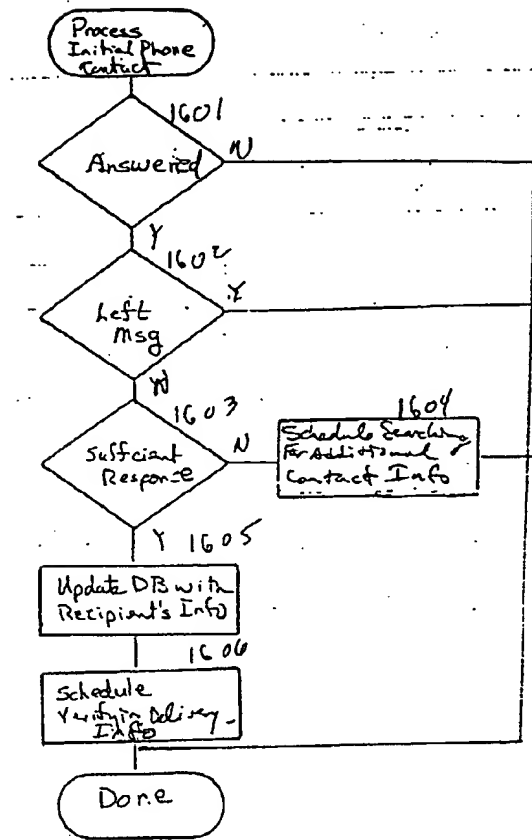 Process
Initial Phone
Contact
1601
Answered
N
Y
1602
Left
Msg
Y
N
1603
Sufficient
Response
N
1604
Schedule Searching
For Additional
Contact Info
Y
1605
Update DB with
Recipient's Info
1606
Schedule
Verifyin Delivery
Info
Done